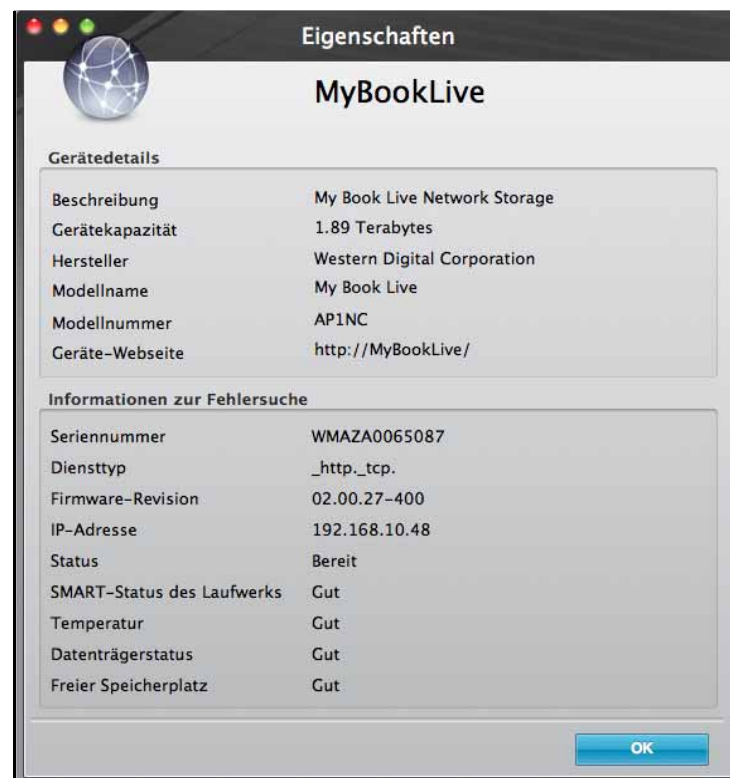 Eigenschaften
MyBookLive
Gerätedetails
Beschreibung My Book Live Network Storage
Gerätekapazität 1.89 Terabytes
Hersteller Western Digital Corporation
Modellname My Book Live
Modellnummer AP1NC
Geräte-Webseite http://MyBookLive/
Informationen zur Fehlersuche
Seriennummer WMAZA0065087
Diensttyp _http._tcp.
Firmware-Revision 02.00.27-400
IP-Adresse 192.168.10.48
Status Bereit
SMART-Status des Laufwerks Gut
Temperatur Gut
Datenträgerstatus Gut
Freier Speicherplatz Gut
OK